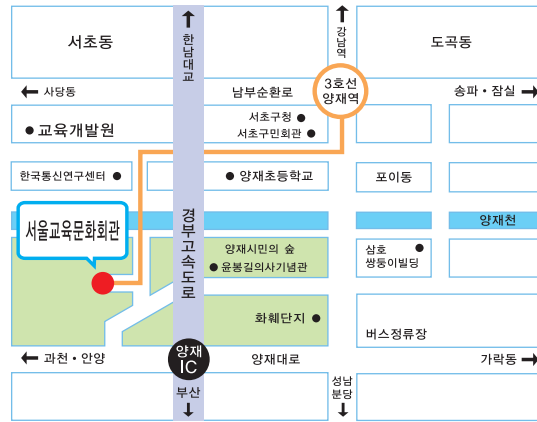 서초동
한남대교
강남역
도곡동
사당동
남부순환로
3호선
양재역
송파·잠실
교육개발원
서초구청
서초구민회관
한국통신연구센터
양재초등학교
포이동
경부고속도로
양재천
서울교육문화회관
양재시민의 숲
윤봉길의사기념관
삼호
쌍둥이빌딩
화훼단지
버스정류장
과천·안양
양재
IC
양재대로
가락동
부산
성남
분당